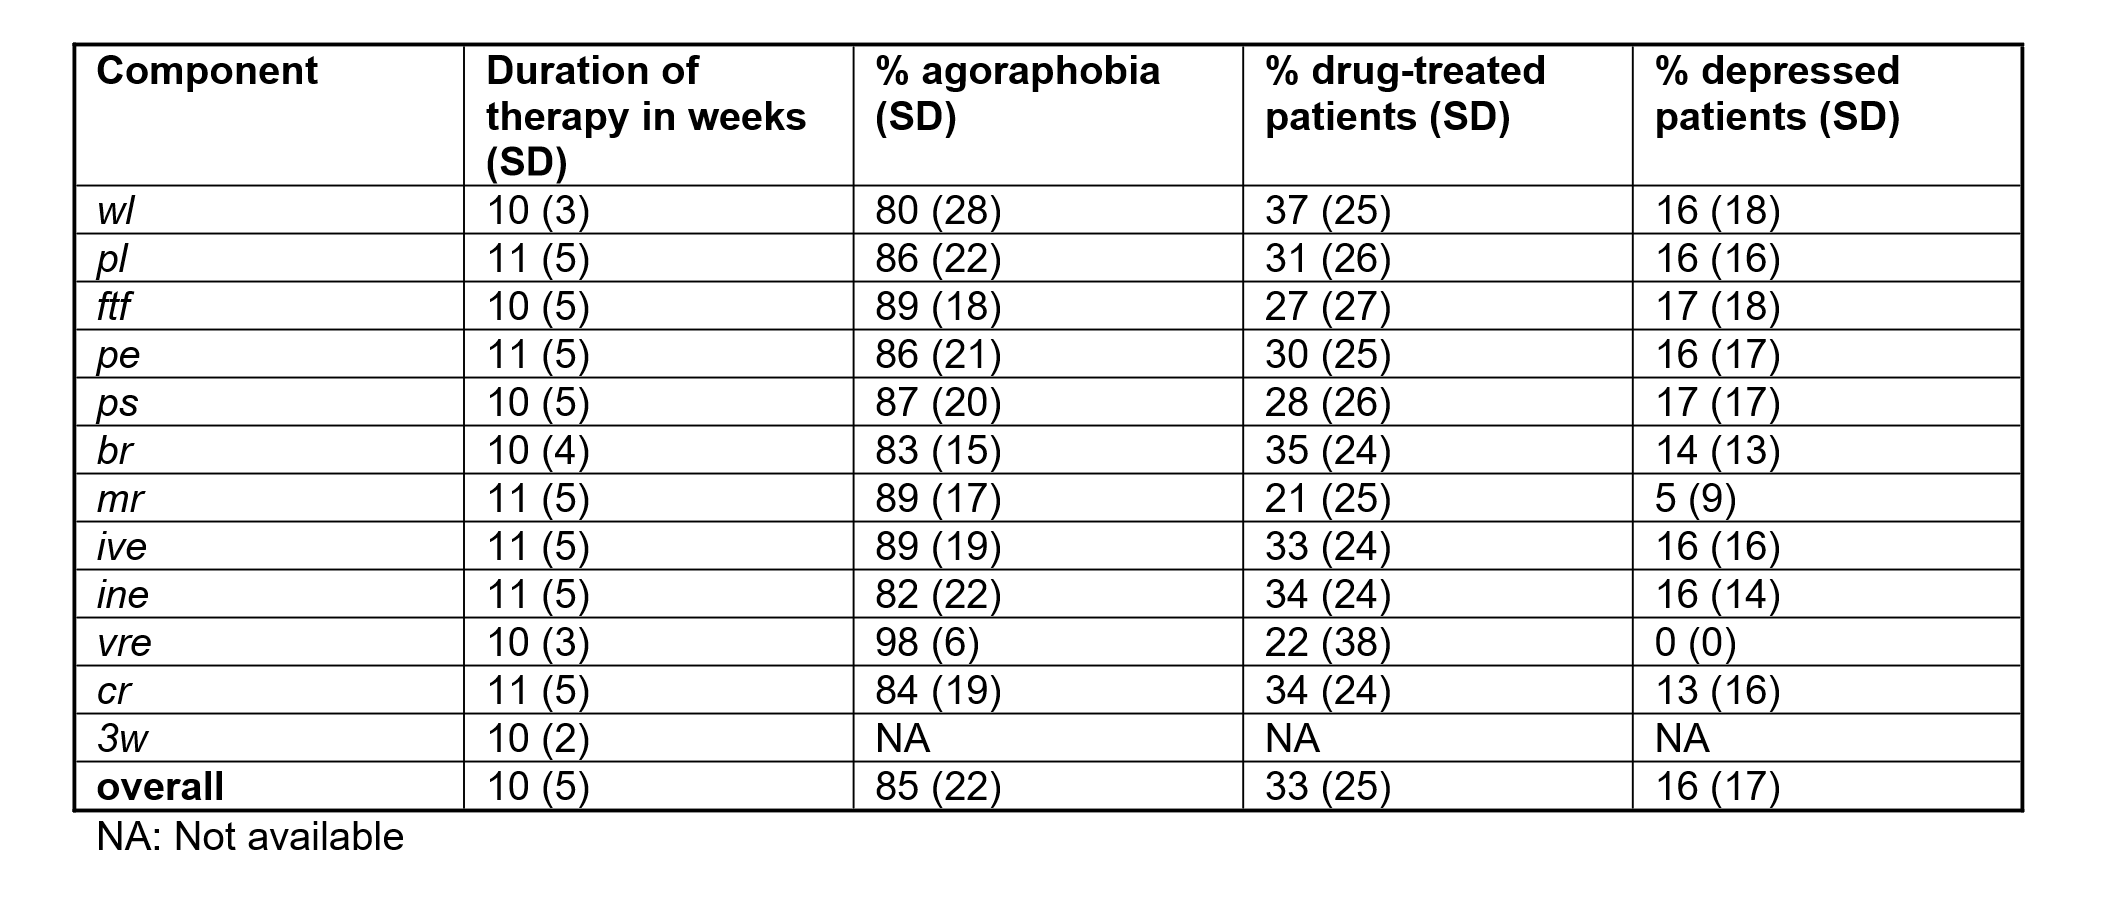 Component Duration of therapy in weeks (SD) % agoraphobia (SD) % drug-treated patients (SD) % depressed patients (SD)
wl 10 (3) 80 (28) 37 (25) 16 (18)
pl 11 (5) 86 (22) 31 (26) 16 (16)
ftf 10 (5) 89 (18) 27 (27) 17 (18)
pe 11 (5) 86 (21) 30 (25) 16 (17)
ps 10 (5) 87 (20) 28 (26) 17 (17)
br 10 (4) 83 (15) 35 (24) 14 (13)
mr 11 (5) 89 (17) 21 (25) 5 (9)
ive 11 (5) 89 (19) 33 (24) 16 (16)
ine 11 (5) 82 (22) 34 (24) 16 (14)
vre 10 (3) 98 (6) 22 (38) 0 (0)
cr 11 (5) 84 (19) 34 (24) 13 (16)
3w 10 (2) NA NA NA
overall 10 (5) 85 (22) 33 (25) 16 (17)
NA: Not available